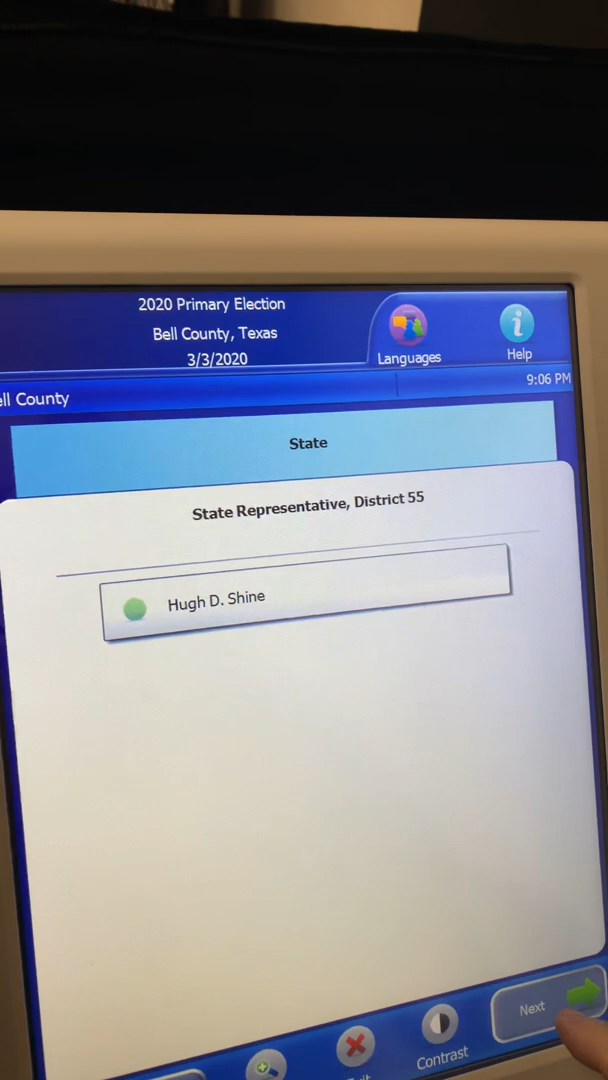 2020 Primary Election
Bell County, Texas
3/3/2020
Languages
Help
9:06 PM
ell County
State
State Representative, District 55
Hugh D. Shine
Next
Contrast